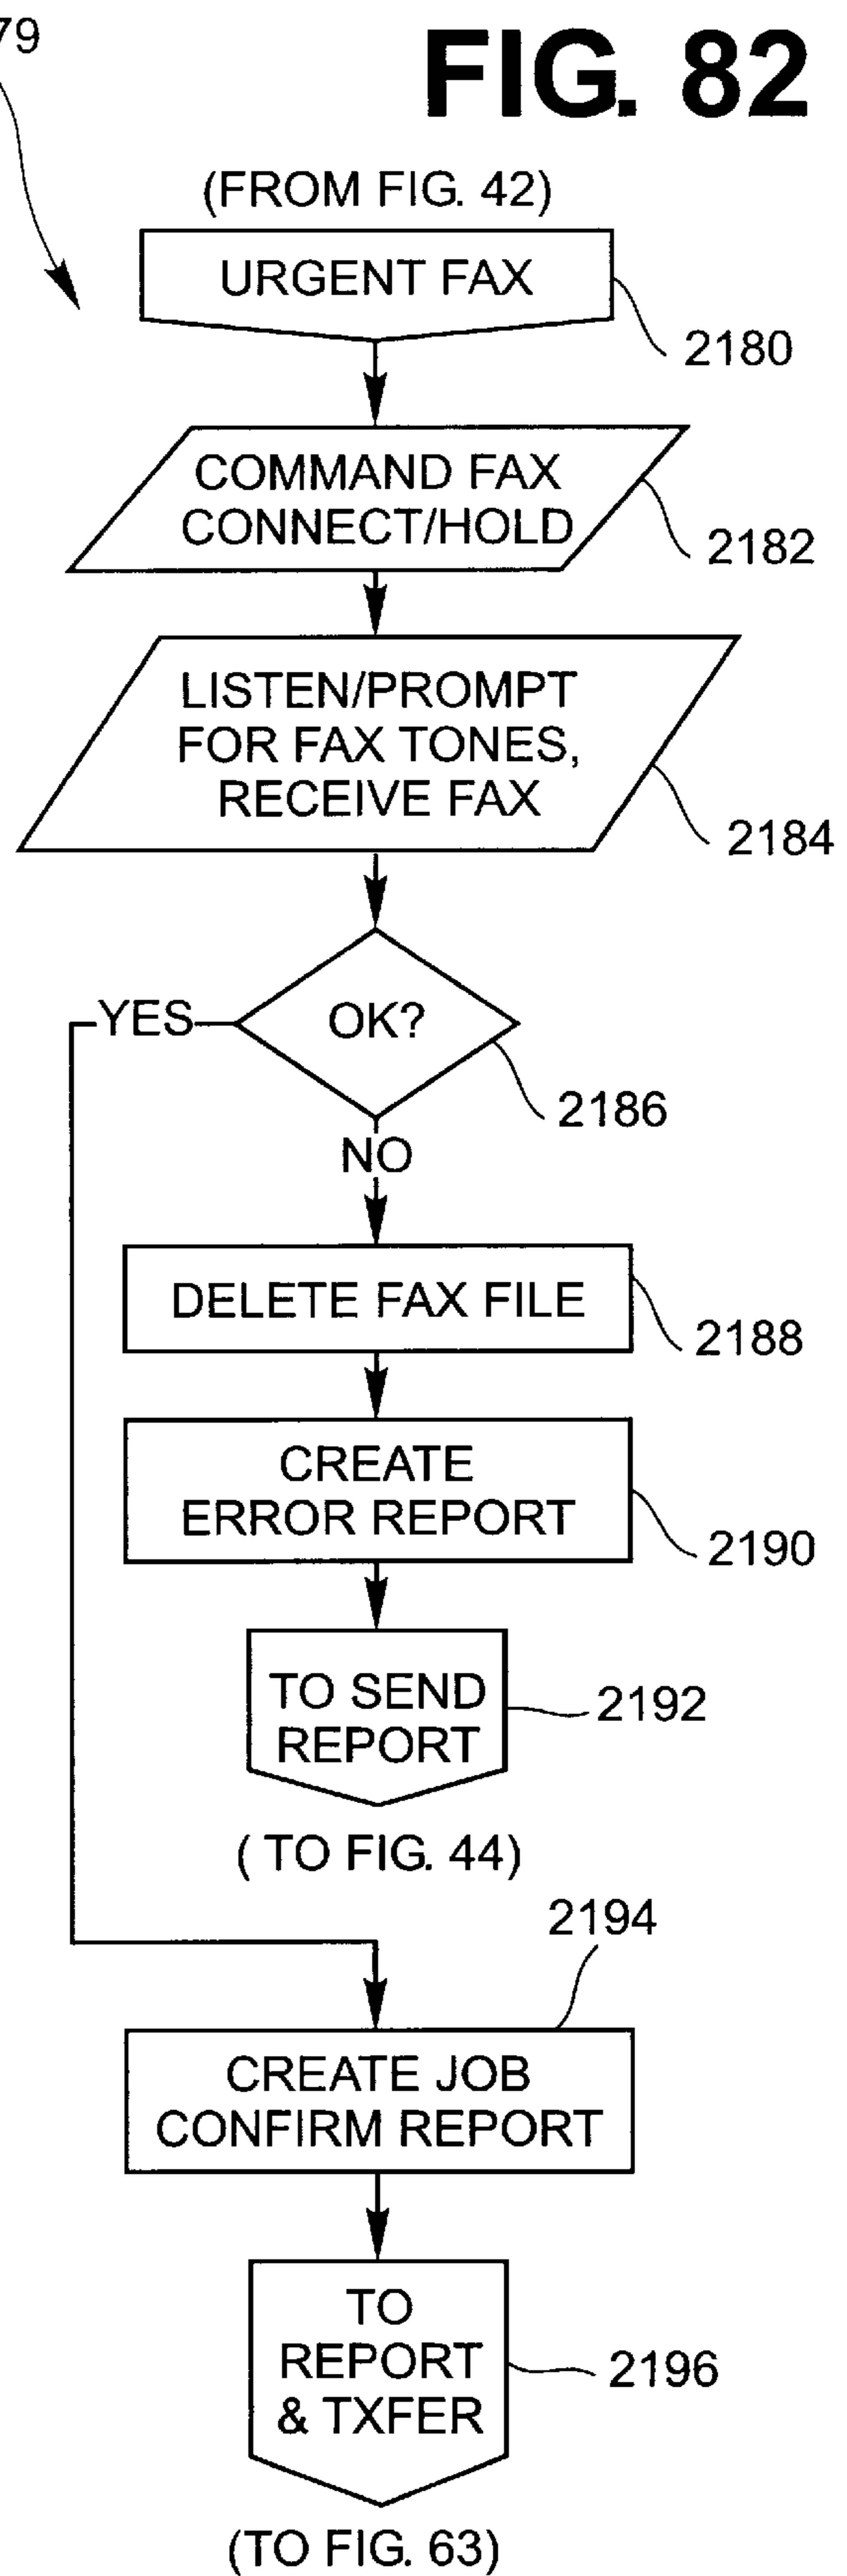 79
FIG. 82
(FROM FIG. 42)
URGENT FAX
2180
COMMAND FAX
CONNECT/HOLD
2182
LISTEN/PROMPT
FOR FAX TONES,
RECEIVE FAX
2184
YES
OK?
2186
NO
DELETE FAX FILE
2188
CREATE
ERROR REPORT
2190
TO SEND
REPORT
2192
( TO FIG. 44)
2194
CREATE JOB
CONFIRM REPORT
TO
REPORT
& TXFER
2196
(TO FIG. 63)